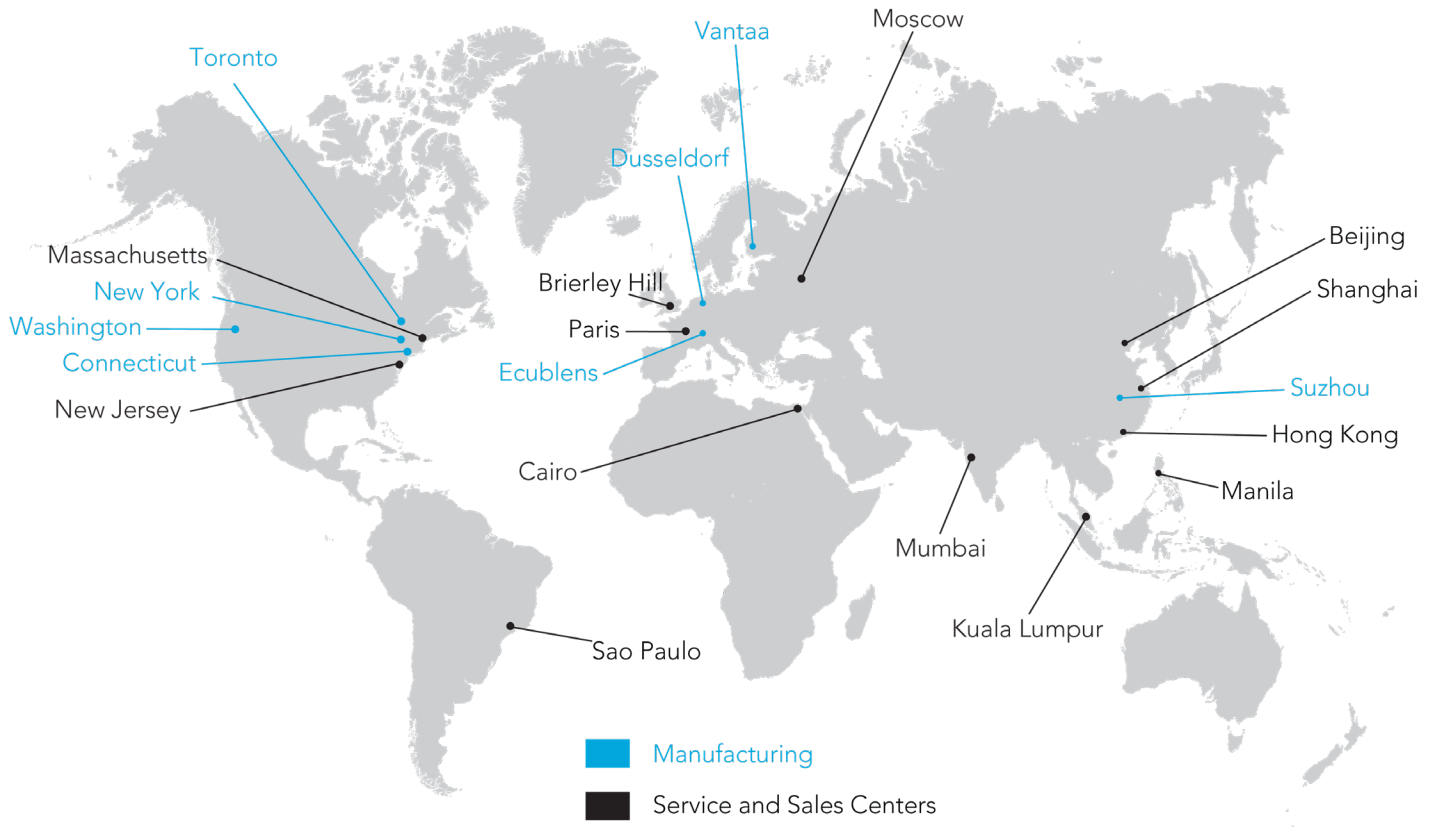 Moscow
Vantaa
Toronto
Dusseldorf
Massachusetts
Beijing
Brierley Hill
New York
Shanghai
Washington
Paris
Connecticut
Ecublens
Suzhou
New Jersey
Hong Kong
Cairo
Manila
Mumbai
Kuala Lumpur
Sao Paulo
Manufacturing
Service and Sales Centers